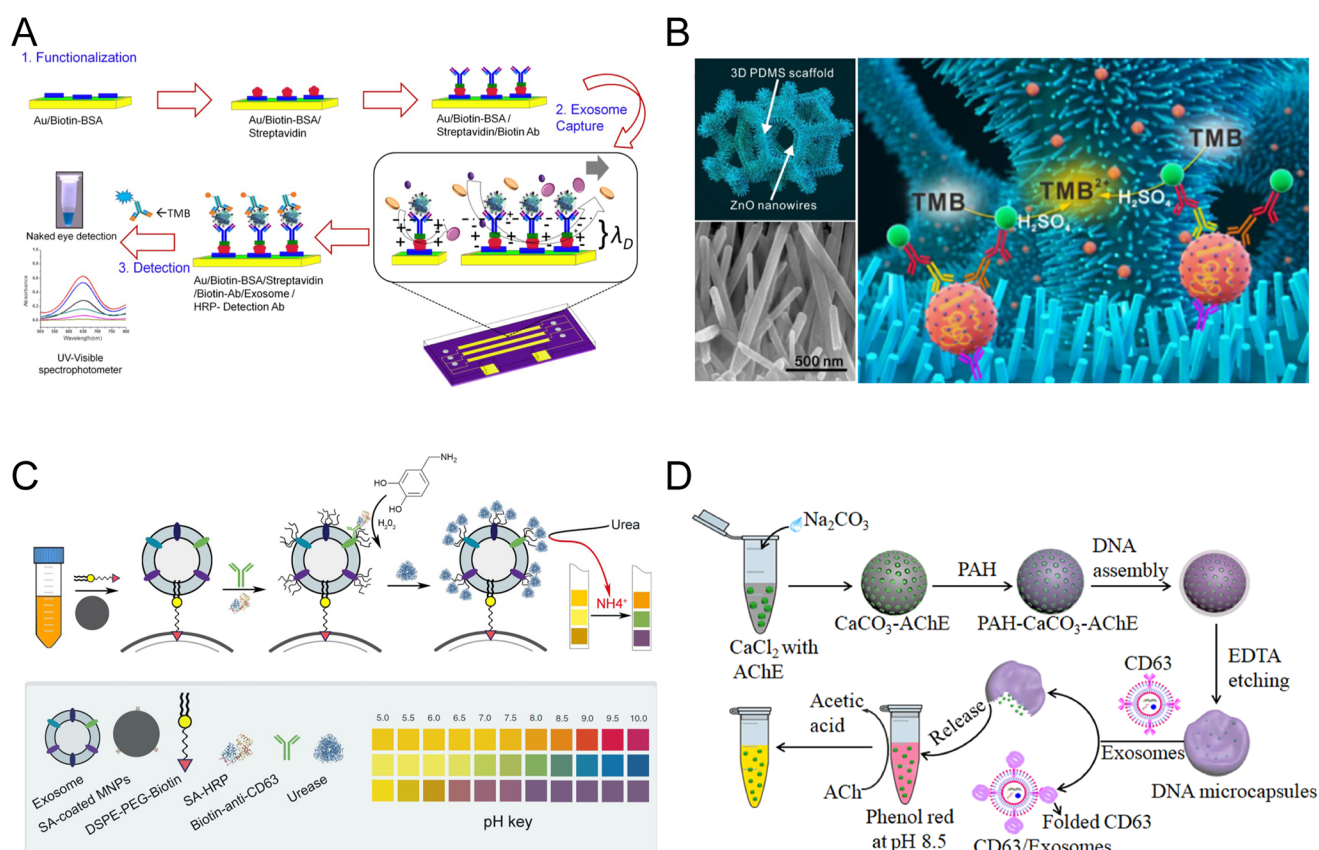 A
1. Functionalization
Au/Biotin-BSA
Au/Biotin-BSA/
Streptavidin
Au/Biotin-BSA /
Streptavidin/Biotin Ab
2. Exosome
Capture
λD
Au/Biotin-BSA/Streptavidin
/Biotin-Ab/Exosome /
HRP- Detection Ab
←TMB
3. Detection
Naked eye detection
Absorbance
Wavelength(nm)
UV-Visible
spectrophotometer
B
3D PDMS scaffold
ZnO nanowires
500 nm
TMB
TMB
TMB2+
H2SO4
H2SO4
C
NH2
HO
HO
H2O2
Urea
NH4+
Exosome
SA-coated MNPs
DSPE-PEG-Biotin
SA-HRP
Biotin-anti-CD63
Urease
5.0 5.5 6.0 6.5 7.0 7.5 8.0 8.5 9.0 9.5 10.0
pH key
D
Na2CO3
CaCl2 with
AChE
CaCO3-AChE
PAH
PAH-CaCO3-AChE
DNA
assembly
EDTA
etching
DNA microcapsules
CD63
Exosomes
Folded CD63
CD63/Exosomes
Release
Phenol red
at pH 8.5
Acetic
acid
ACh